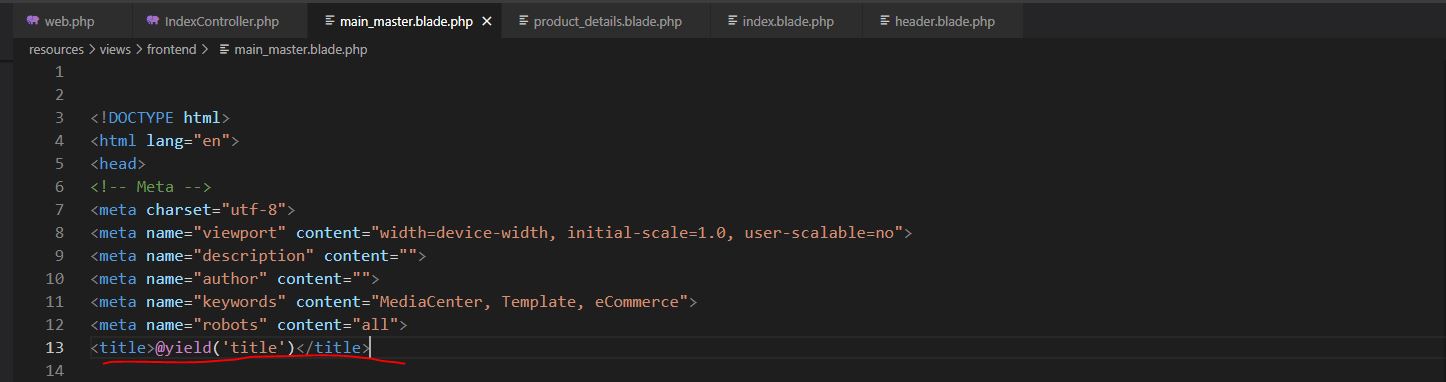 web.php IndexController.php main_master.blade.php product_details.blade.php index.blade.php header.blade.php
resources > views > frontend > main_master.blade.php
1
2
3 <!DOCTYPE html>
4 <html lang="en">
5 <head>
6 <!-- Meta -->
7 <meta charset="utf-8">
8 <meta name="viewport" content="width=device-width, initial-scale=1.0, user-scalable=no">
9 <meta name="description" content="">
10 <meta name="author" content="">
11 <meta name="keywords" content="MediaCenter, Template, eCommerce">
12 <meta name="robots" content="all">
13 <title>@yield('title')</title>
14